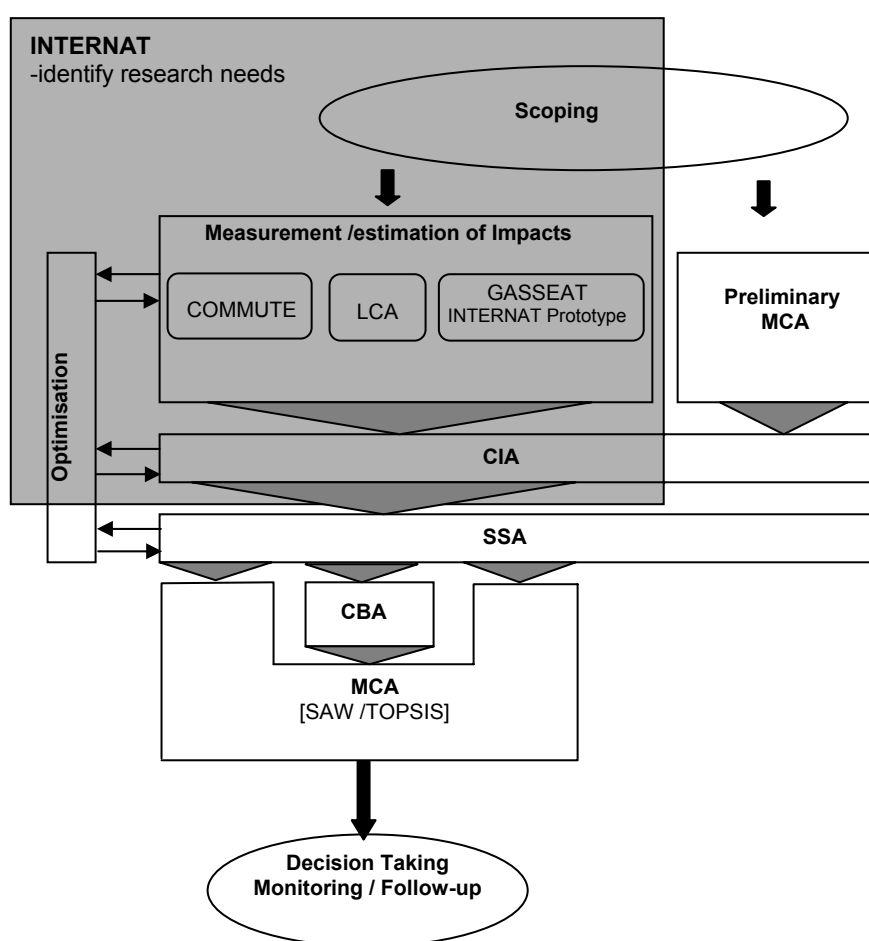 INTERNAT
-identify research needs
Scoping
Measurement /estimation of Impacts
COMMUTE
LCA
GASSEAT
INTERNAT Prototype
Preliminary
MCA
Optimisation
CIA
SSA
CBA
MCA
[SAW /TOPSIS]
Decision Taking
Monitoring / Follow-up